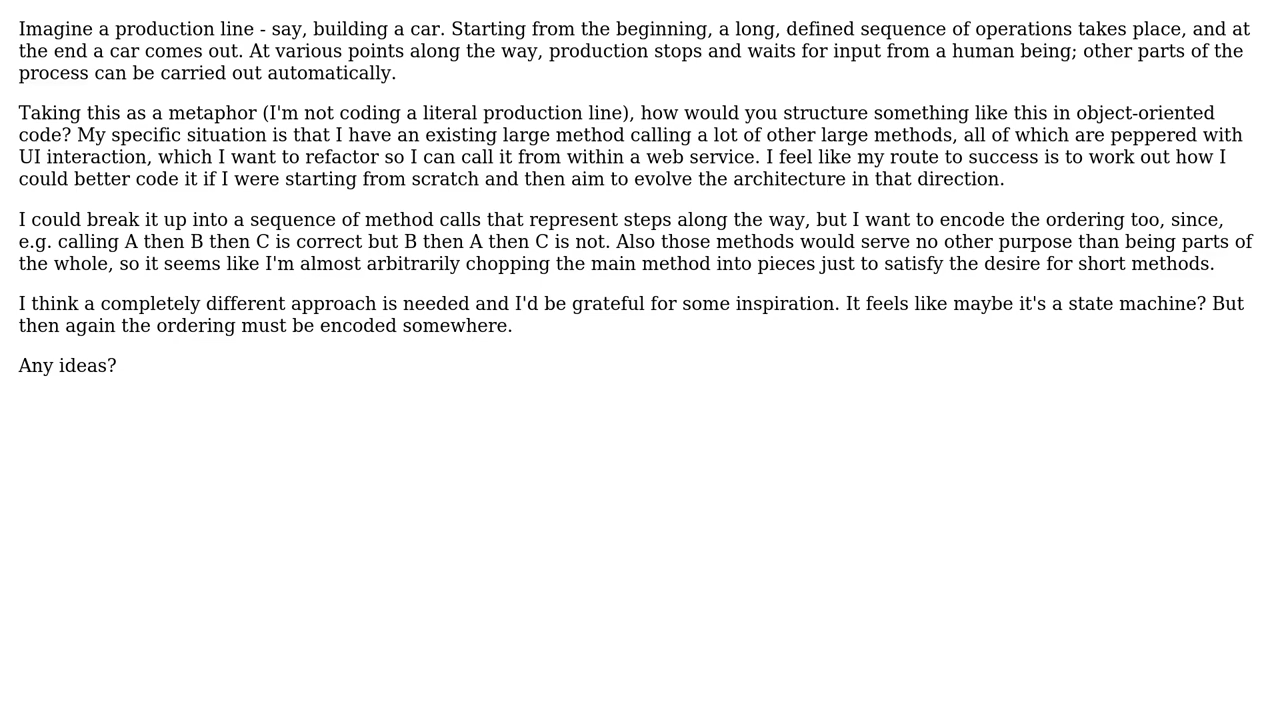 Imagine a production line - say, building a car. Starting from the beginning, a long, defined sequence of operations takes place, and at
the end a car comes out. At various points along the way, production stops and waits for input from a human being; other parts of the
process can be carried out automatically.
Taking this as a metaphor (I'm not coding a literal production line), how would you structure something like this in object-oriented
code? My specific situation is that I have an existing large method calling a lot of other large methods, all of which are peppered with
UI interaction, which I want to refactor so I can call it from within a web service. I feel like my route to success is to work out how I
could better code it if I were starting from scratch and then aim to evolve the architecture in that direction.
I could break it up into a sequence of method calls that represent steps along the way, but I want to encode the ordering too, since,
e.g. calling A then B then C is correct but B then A then C is not. Also those methods would serve no other purpose than being parts of
the whole, so it seems like I'm almost arbitrarily chopping the main method into pieces just to satisfy the desire for short methods.
I think a completely different approach is needed and I'd be grateful for some inspiration. It feels like maybe it's a state machine? But
then again the ordering must be encoded somewhere.
Any ideas?